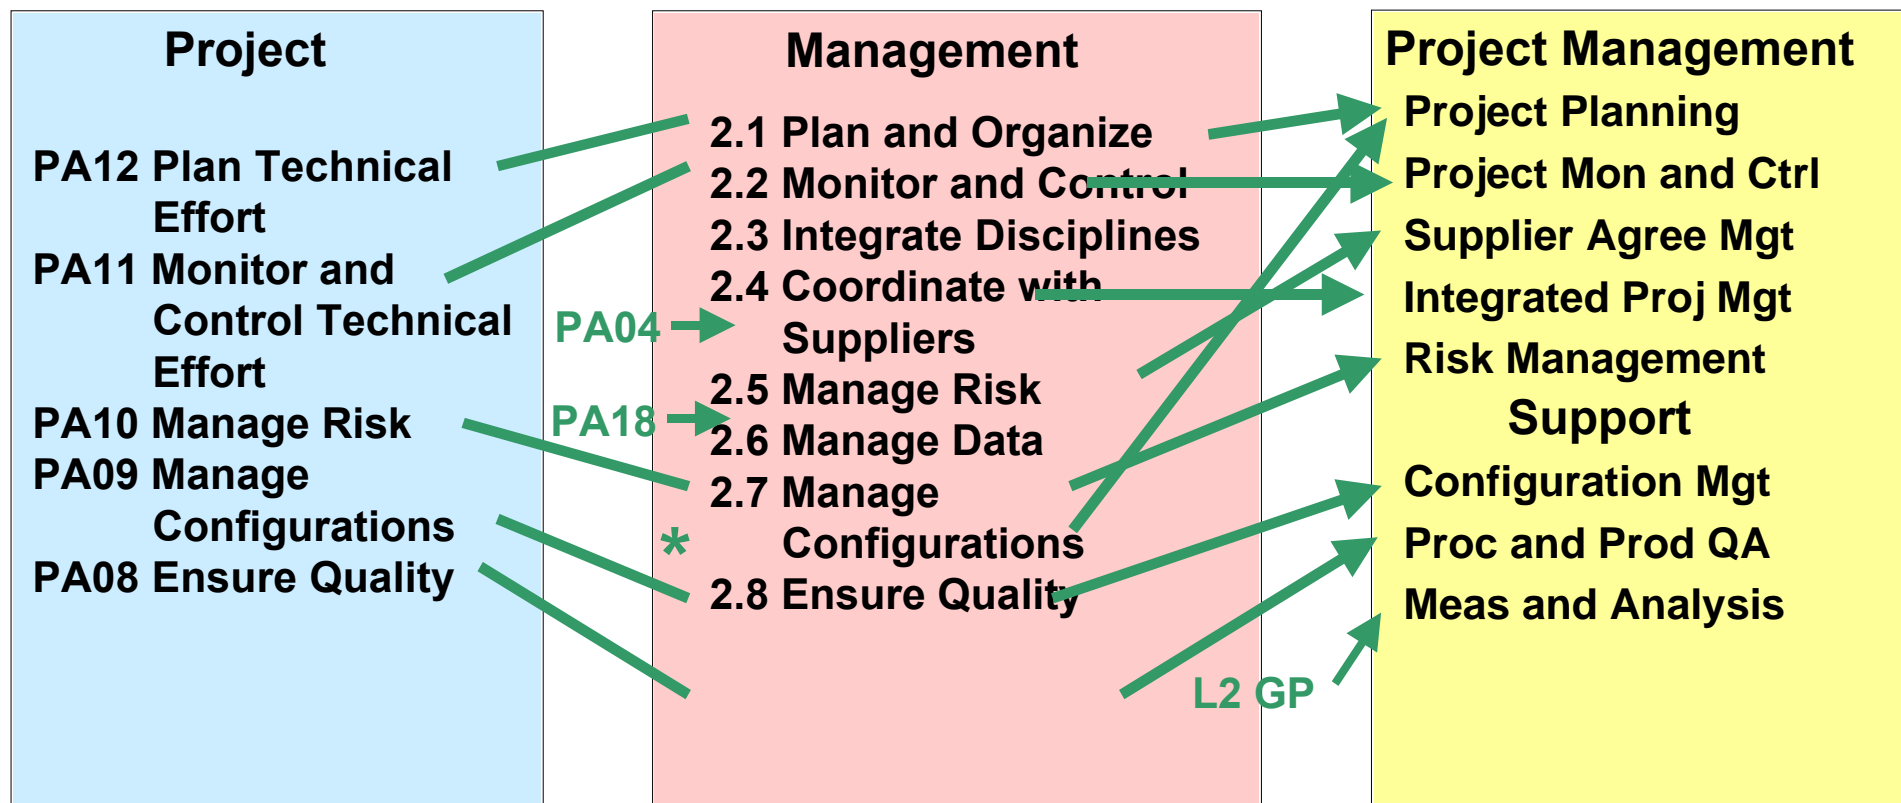 Project
PA12 Plan Technical
Effort
PA11 Monitor and
Control Technical
Effort
PA10 Manage Risk
PA09 Manage
Configurations
PA08 Ensure Quality
PA04
PA18
*
Management
2.1 Plan and Organize
2.2 Monitor and Control
2.3 Integrate Disciplines
2.4 Coordinate with
Suppliers
2.5 Manage Risk
2.6 Manage Data
2.7 Manage
Configurations
2.8 Ensure Quality
L2 GP
Project Management
Project Planning
Project Mon and Ctrl
Supplier Agree Mgt
Integrated Proj Mgt
Risk Management
Support
Configuration Mgt
Proc and Prod QA
Meas and Analysis